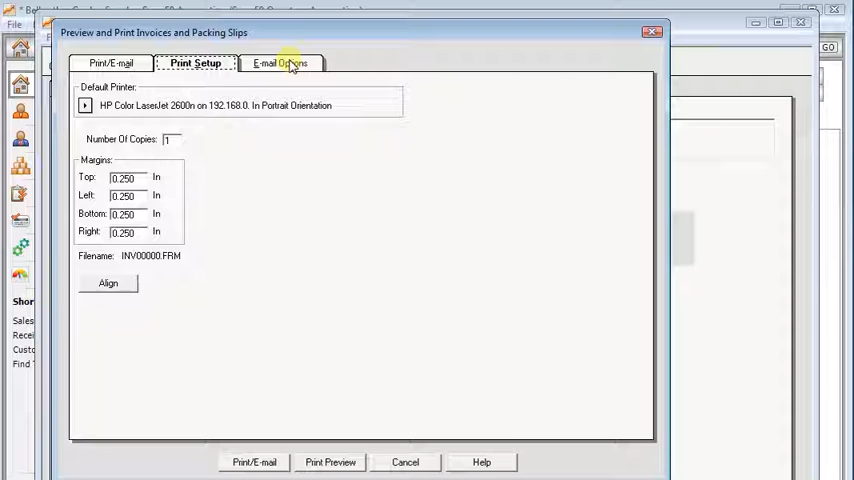 File
Preview and Print Invoices and Packing Slips
GO
Print/E-mail
Print Setup
E-mail Options
Default Printer:
HP Color LaserJet 2600n on 192.168.0. In Portrait Orientation
Number Of Copies: 1
Margins:
Top: 0.250 In
Left: 0.250 In
Bottom: 0.250 In
Right: 0.250 In
Filename: INV00000.FRM
Align
Shor
Sales
Recei
Custo
Find
Print/E-mail
Print Preview
Cancel
Help